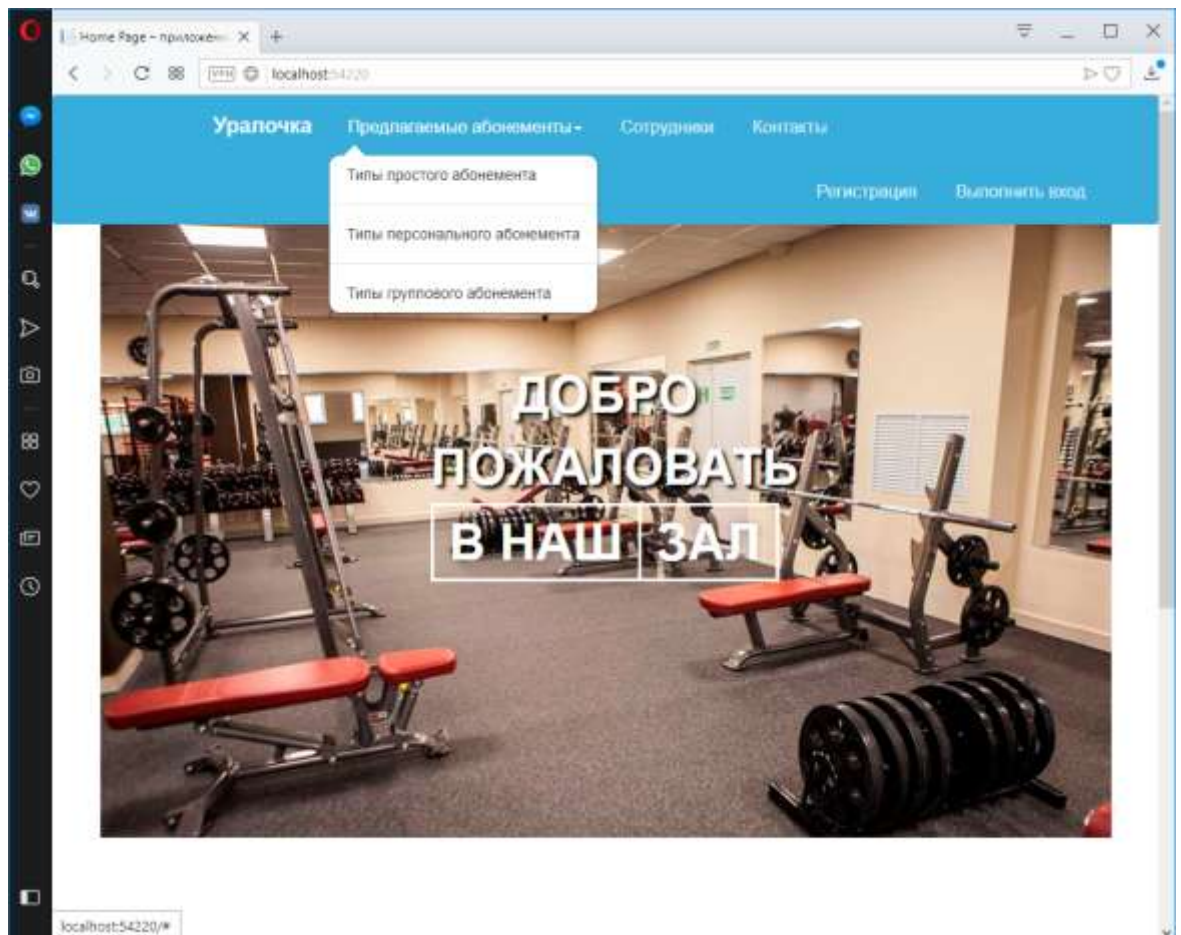 Home Page – приложен
VPN
localhost:54220
Уралочка Предлагаемые абонементы Сотрудники Контакты
Регистрация Выполнить вход
Типы простого абонемента
Типы персонального абонемента
Типы группового абонемента
ДОБРО
ПОЖАЛОВАТЬ
В НАШ ЗАЛ
localhost:54220/#